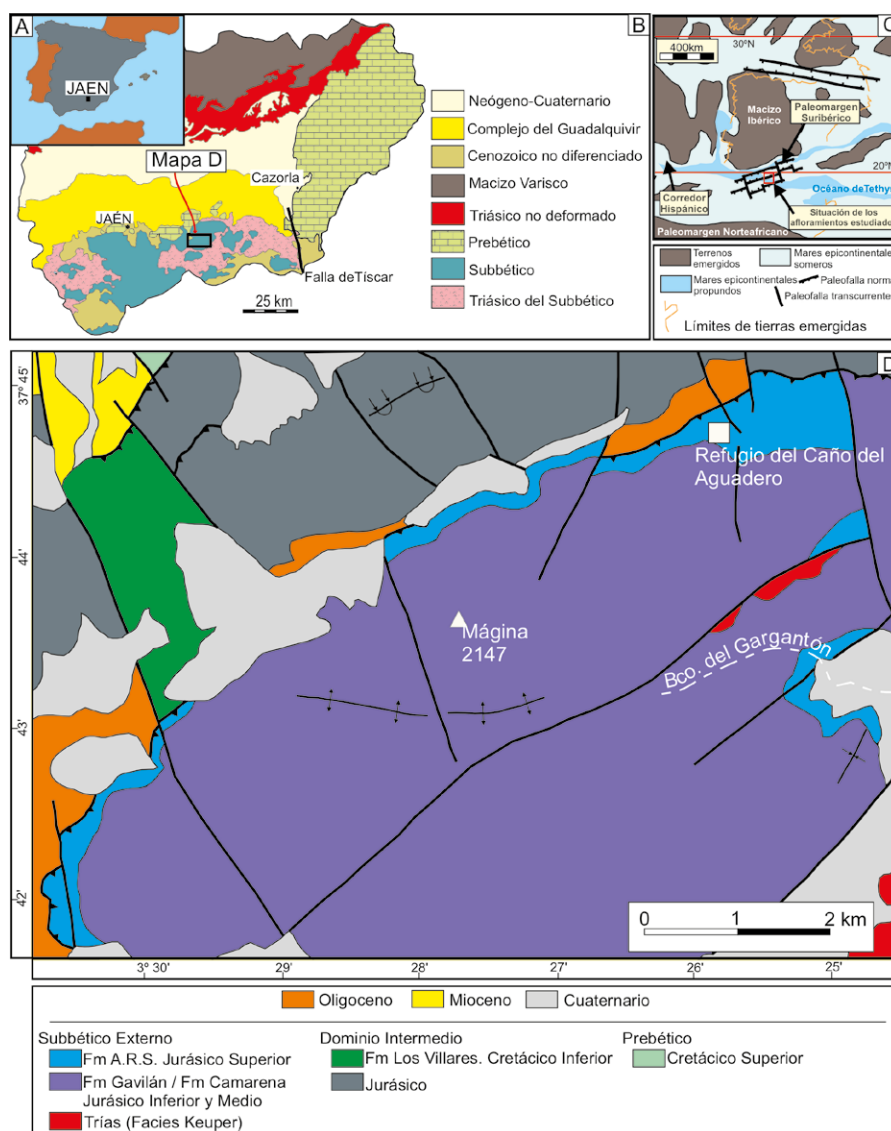 A
JAEN
B
Mapa D
Cazorla
JAÉN
Falla deTíscar
25 km
Neógeno-Cuaternario
Complejo del Guadalquivir
Cenozoico no diferenciado
Macizo Varisco
Triásico no deformado
Prebético
Subbético
Triásico del Subbético
C
400km
30ºN
Macizo
Ibérico
Paleomargen
Suribérico
20ºN
Océano deTethys
Corredor
Hispánico
Situación de los
afloramientos estudiados
Paleomargen Norteafricano
Terrenos
emergidos
Mares epicontinentales
someros
Mares epicontinentales
propundos
Paleofalla norma
Paleofalla transcurrente
Límites de tierras emergidas
D
37º 45'
44'
43'
42'
Refugio del Caño del
Aguadero
Mágina
2147
Bco. del Gargantón
0 1 2 km
3º 30' 29' 28' 27' 26' 25'
Oligoceno Mioceno Cuaternario
Subbético Externo
Fm A.R.S. Jurásico Superior
Fm Gavilán / Fm Camarena
Jurásico Inferior y Medio
Trías (Facies Keuper)
Dominio Intermedio
Fm Los Villares. Cretácico Inferior
Jurásico
Prebético
Cretácico Superior